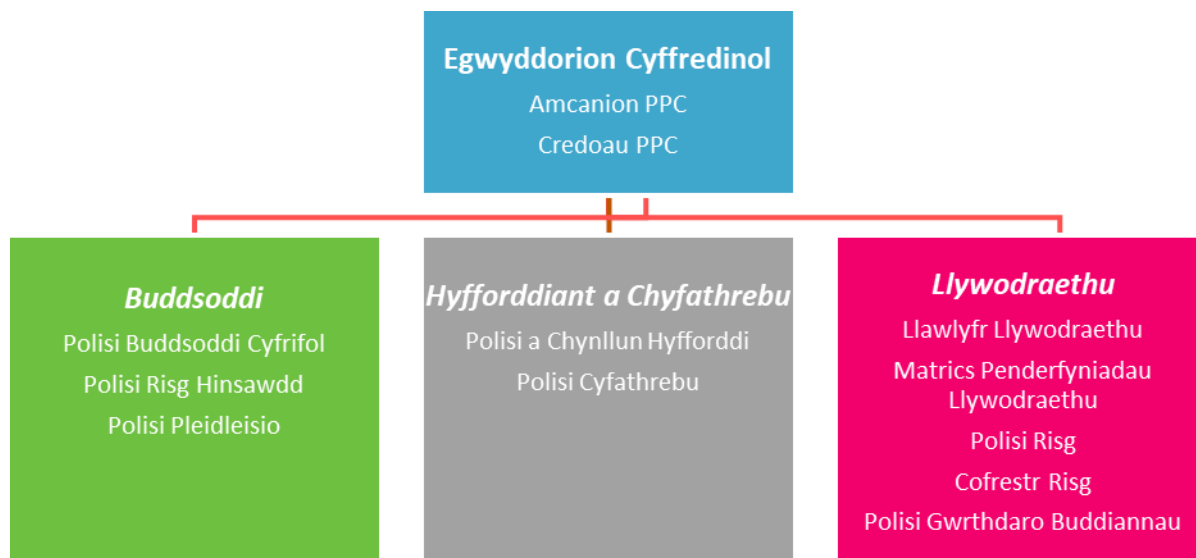 Egwyddorion Cyffredinol
Amcanion PPC
Credoau PPC
Buddsoddi
Polisi Buddsoddi Cyfrifol
Polisi Risg Hinsawdd
Polisi Pleidleisio
Hyfforddiant a Chyfathrebu
Polisi a Chynllun Hyfforddi
Polisi Cyfathrebu
Llywodraethu
Llawlyfr Llywodraethu
Matrics Penderfyniadau
Llywodraethu
Polisi Risg
Cofrestr Risg
Polisi Gwrthdaro Buddiannau